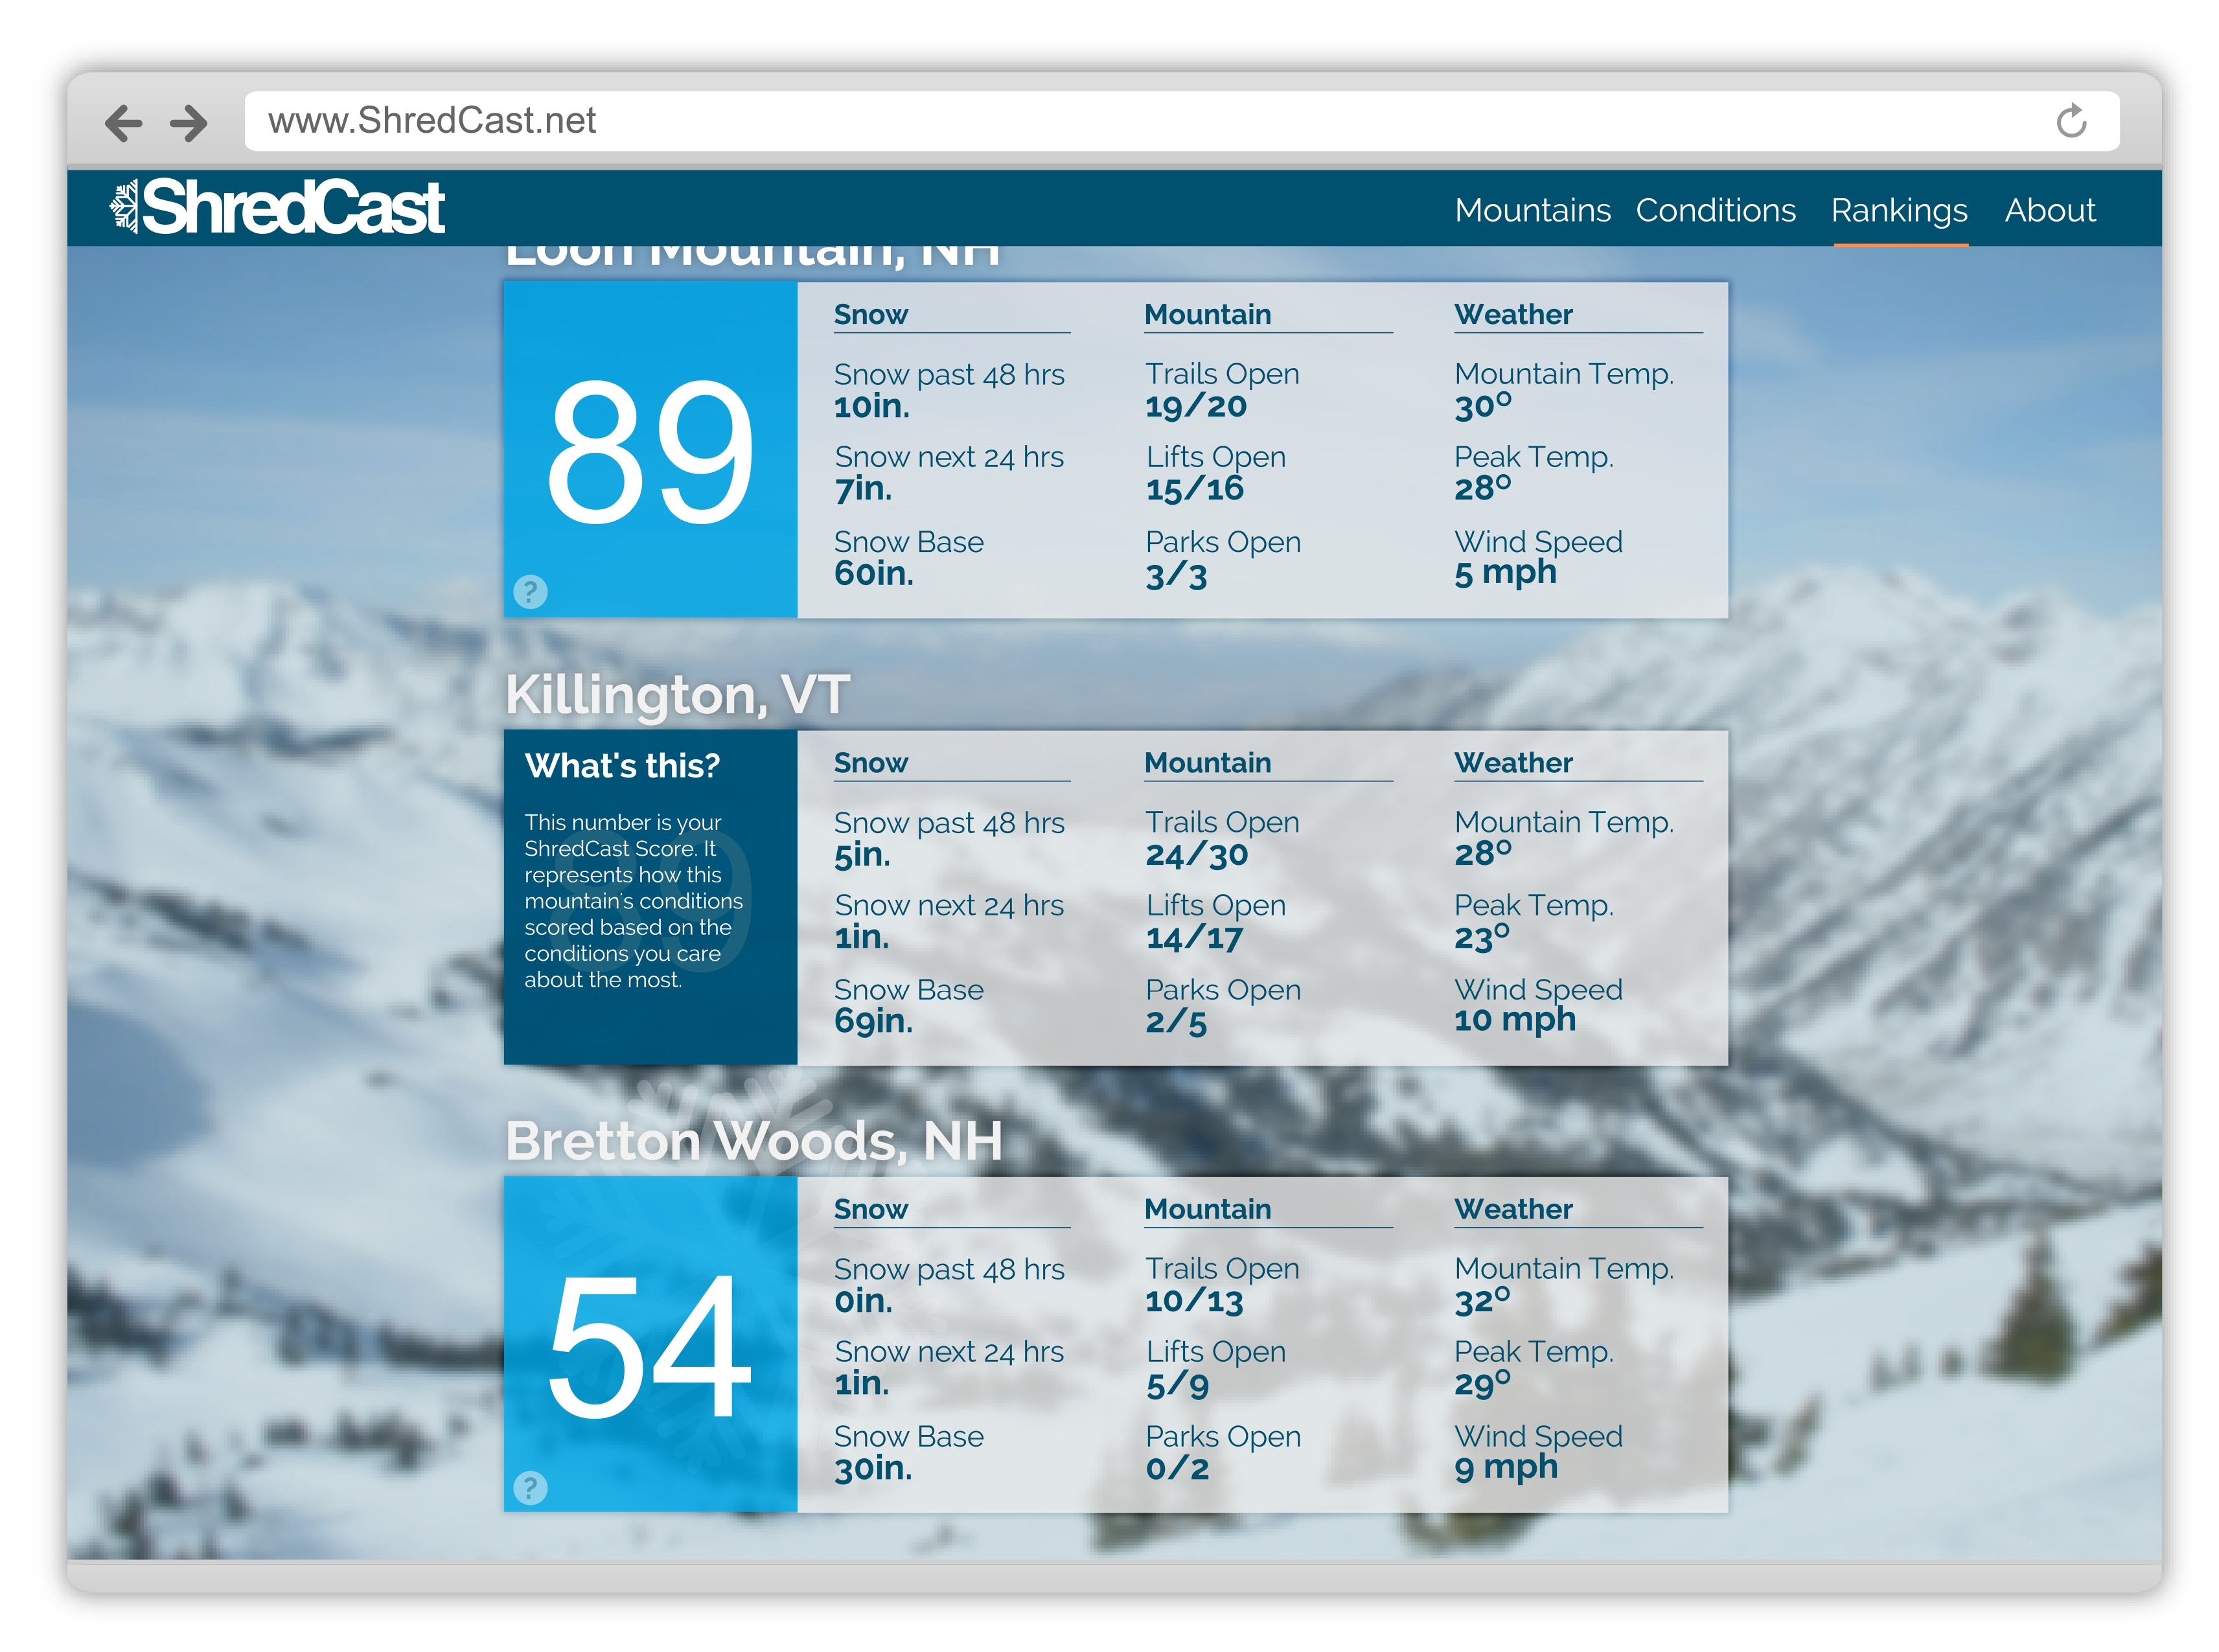 www.ShredCast.net
ShredCast
Mountains Conditions Rankings About
Loon Mountain, NH
89
?
Snow
Snow past 48 hrs
10in.
Snow next 24 hrs
7in.
Snow Base
60in.
Mountain
Trails Open
19/20
Lifts Open
15/16
Parks Open
3/3
Weather
Mountain Temp.
30°
Peak Temp.
28°
Wind Speed
5 mph
Killington, VT
What's this?
This number is your
ShredCast Score. It
represents how this
mountain's conditions
scored based on the
conditions you care
about the most.
89
Snow
Snow past 48 hrs
5in.
Snow next 24 hrs
1in.
Snow Base
69in.
Mountain
Trails Open
24/30
Lifts Open
14/17
Parks Open
2/5
Weather
Mountain Temp.
28°
Peak Temp.
23°
Wind Speed
10 mph
Bretton Woods, NH
54
?
Snow
Snow past 48 hrs
0in.
Snow next 24 hrs
1in.
Snow Base
30in.
Mountain
Trails Open
10/13
Lifts Open
5/9
Parks Open
0/2
Weather
Mountain Temp.
32°
Peak Temp.
29°
Wind Speed
9 mph